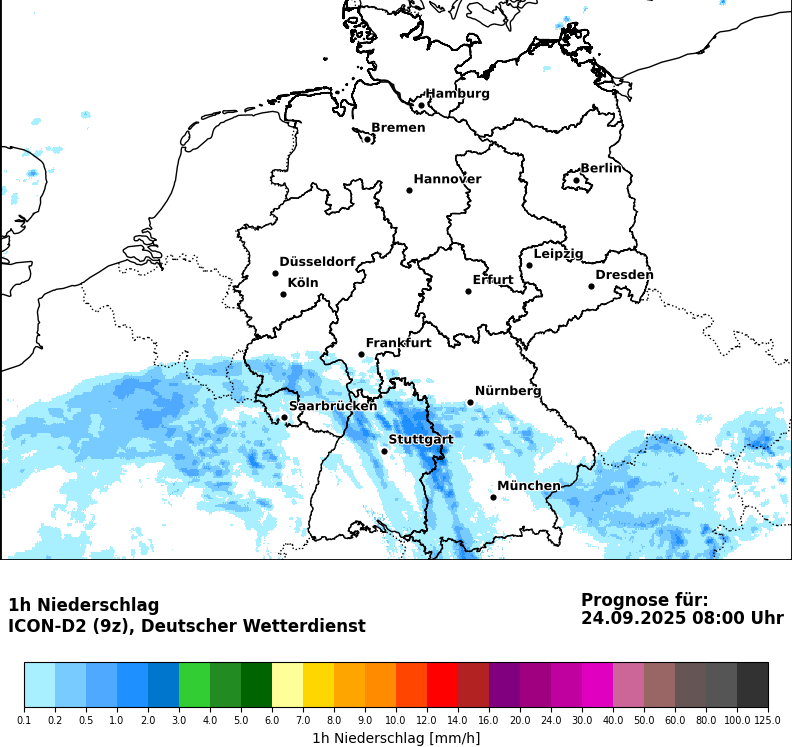 Hamburg
Bremen
Berlin
Hannover
Leipzig
Düsseldorf
Dresden
Köln
Erfurt
Frankfurt
Nürnberg
Saarbrücken
Stuttgart
München
1h Niederschlag
ICON-D2 (9z), Deutscher Wetterdienst
Prognose für:
24.09.2025 08:00 Uhr
0.1 0.2 0.5 1.0 2.0 3.0 4.0 5.0 6.0 7.0 9.0 10.0 12.0 14.0 16.0 20.0 24.0 30.0 40.0 50.0 60.0 80.0 100.0 125.0
1h Niederschlag [mm/h]